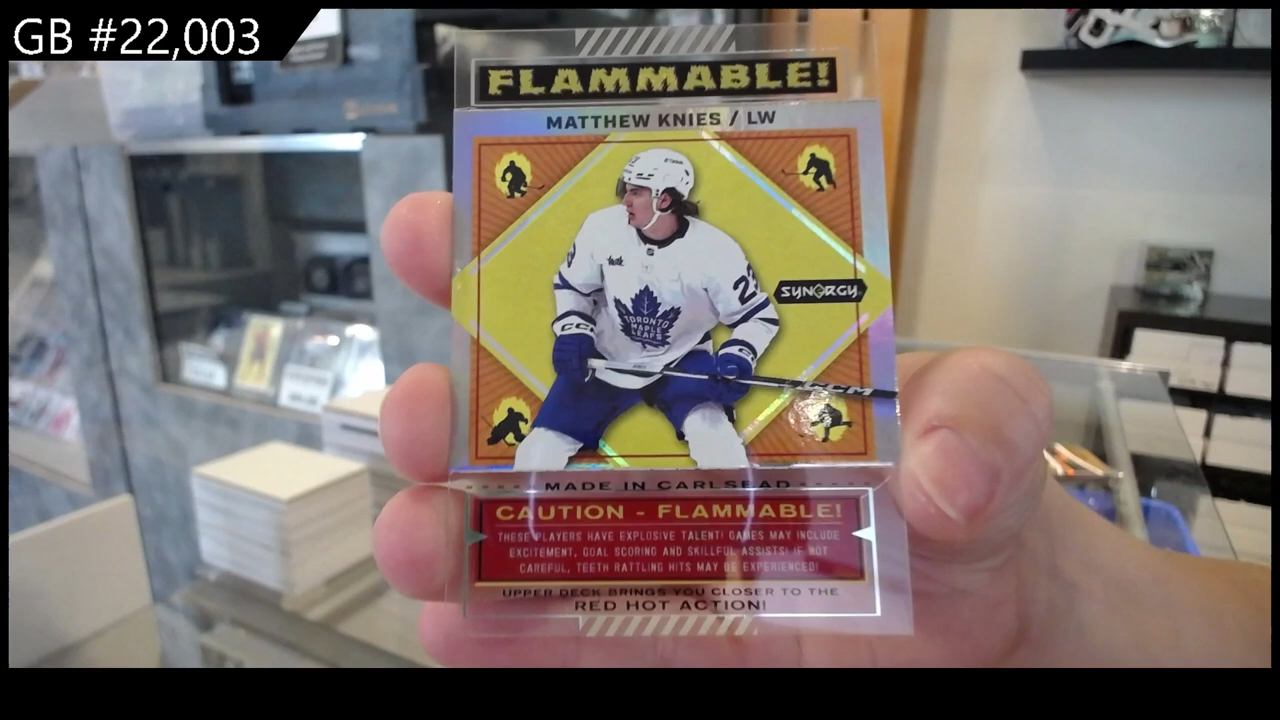 GB #22,003
FLAMMABLE!
MATTHEW KNIES / LW
23
SYNERGY
TORONTO
MAPLE
LEAFS
CCM
CCM
MADE IN CARLSBAD
CAUTION - FLAMMABLE!
THESE PLAYERS HAVE EXPLOSIVE TALENT! GAMES MAY INCLUDE
EXCITEMENT, GOAL SCORING AND SKILLFUL ASSISTS! IF NOT
CAREFUL, TEETH RATTLING HITS MAY BE EXPERIENCED!
UPPER DECK BRINGS YOU CLOSER TO THE
RED HOT ACTION!